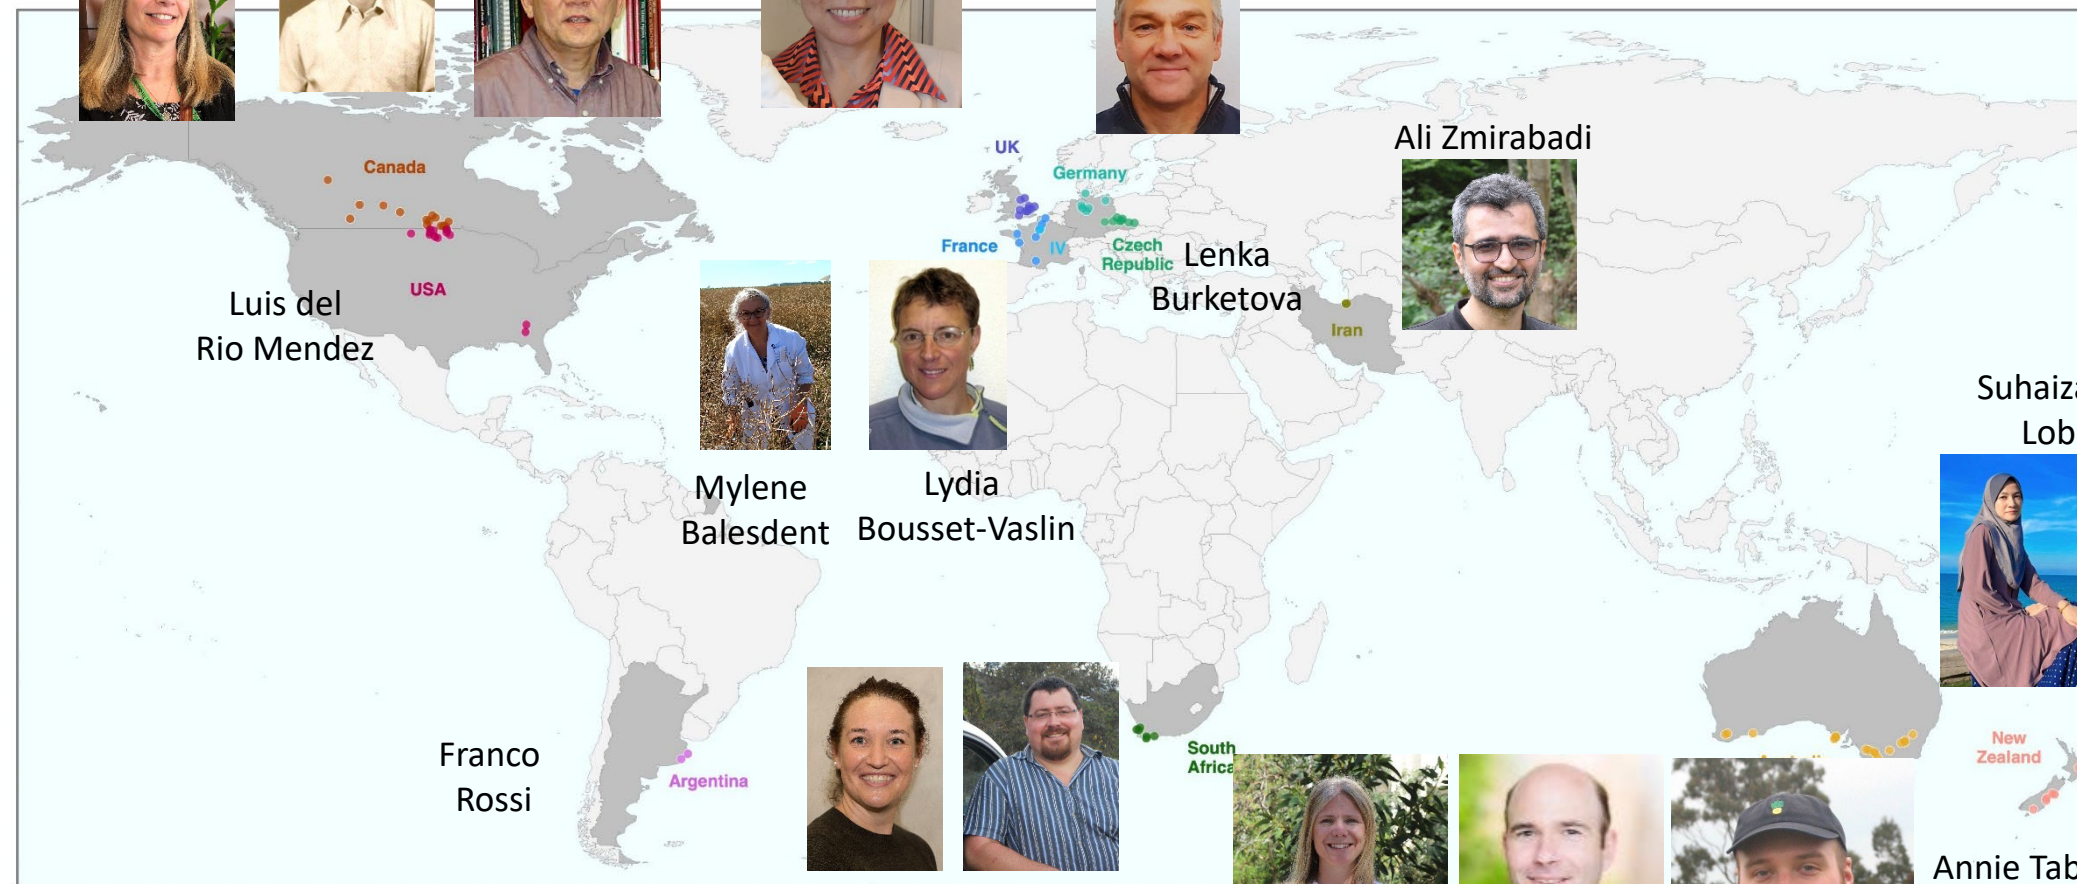 Ali Zmirabadi
UK
Canada
Germany
France
IV
Czech
Republic
Lenka
Burketova
USA
Luis del
Rio Mendez
Iran
Suhaiza
Lob
Mylene
Balesdent
Lydia
Bousset-Vaslin
Franco
Rossi
Argentina
South
Africa
New
Zealand
Annie Tab